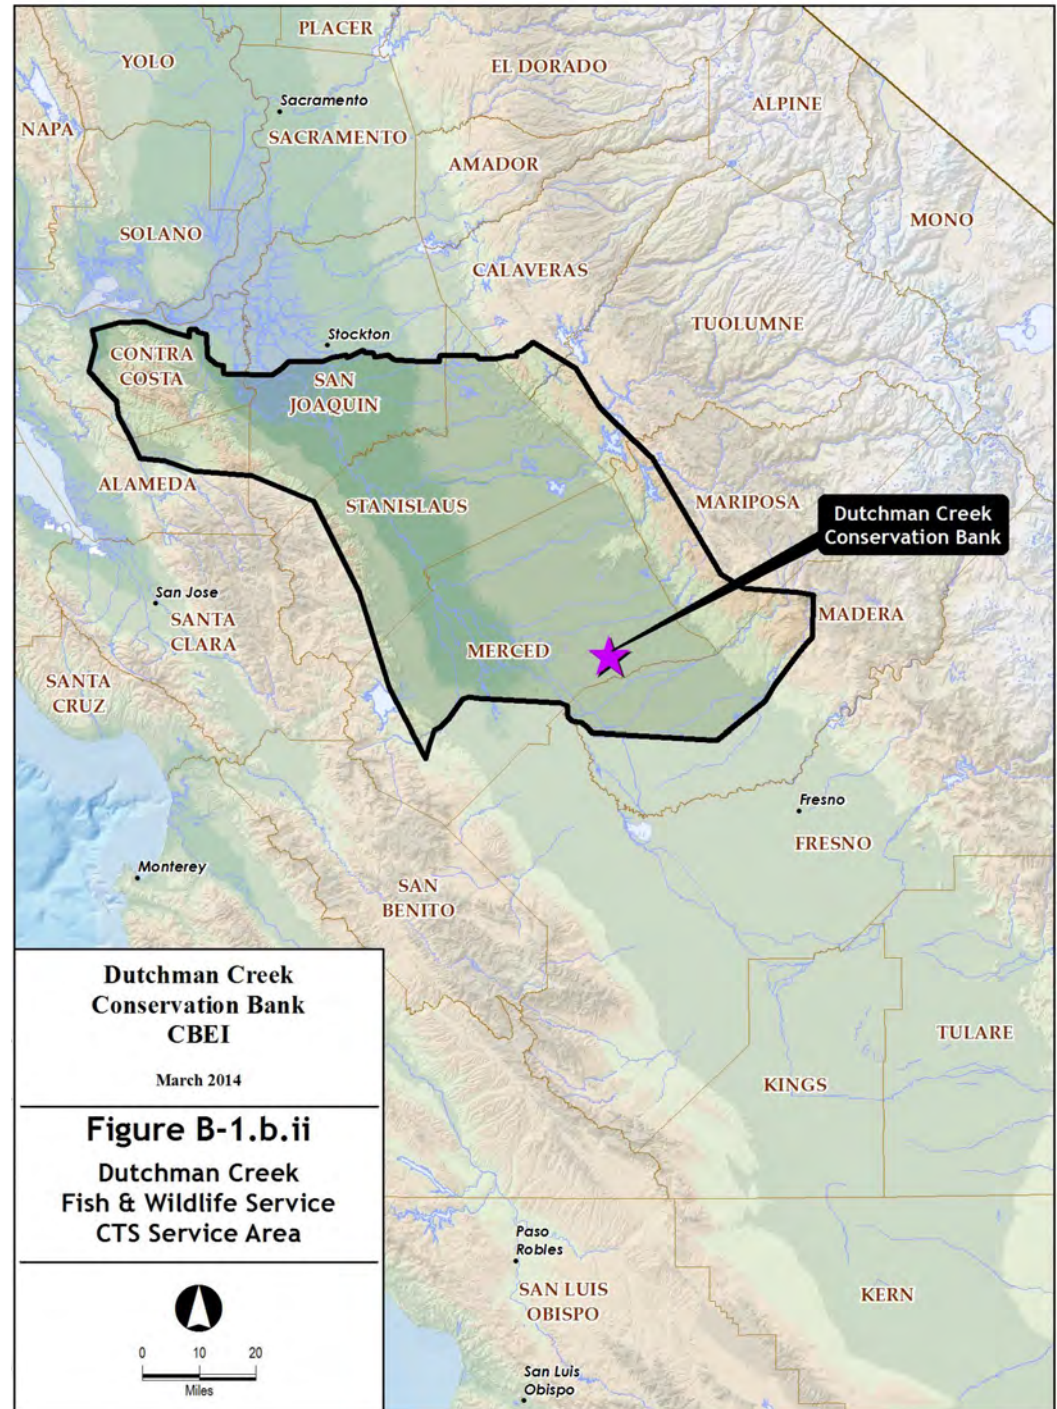 PLACER
YOLO
EL DORADO
Sacramento
ALPINE
NAPA
SACRAMENTO
AMADOR
MONO
SOLANO
CALAVERAS
TUOLUMNE
Stockton
CONTRA
COSTA
SAN
JOAQUIN
ALAMEDA
STANISLAUS
MARIPOSA
Dutchman Creek
Conservation Bank
San Jose
SANTA
CLARA
MADERA
MERCED
SANTA
CRUZ
Fresno
FRESNO
Monterey
SAN
BENITO
TULARE
KINGS
Paso
Robles
SAN LUIS
OBISPO
KERN
San Luis
Obispo
Dutchman Creek
Conservation Bank
CBEI
March 2014
Figure B-1.b.ii
Dutchman Creek
Fish & Wildlife Service
CTS Service Area
0 10 20
Miles